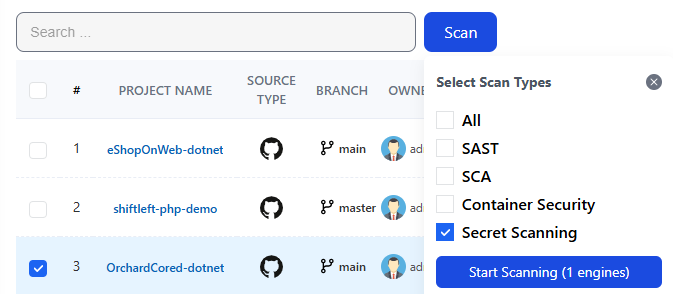 Search ...
Scan
# PROJECT NAME SOURCE TYPE BRANCH OWNE
1 eShopOnWeb-dotnet main ad
2 shiftleft-php-demo master ad
3 OrchardCored-dotnet main ad
Select Scan Types
All
SAST
SCA
Container Security
Secret Scanning
Start Scanning (1 engines)